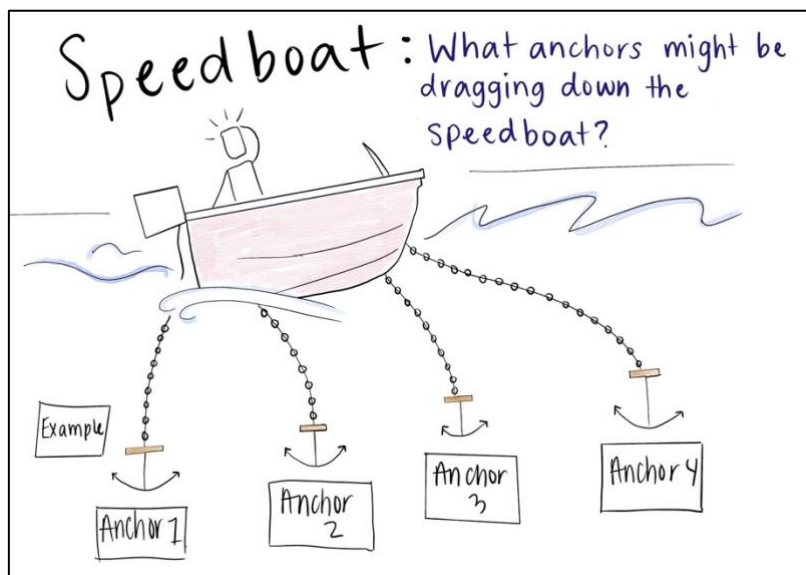 Speedboat:
What anchors might be
dragging down the
speedboat?
Example
Anchor 1
Anchor
2
Anchor
3
Anchor 4